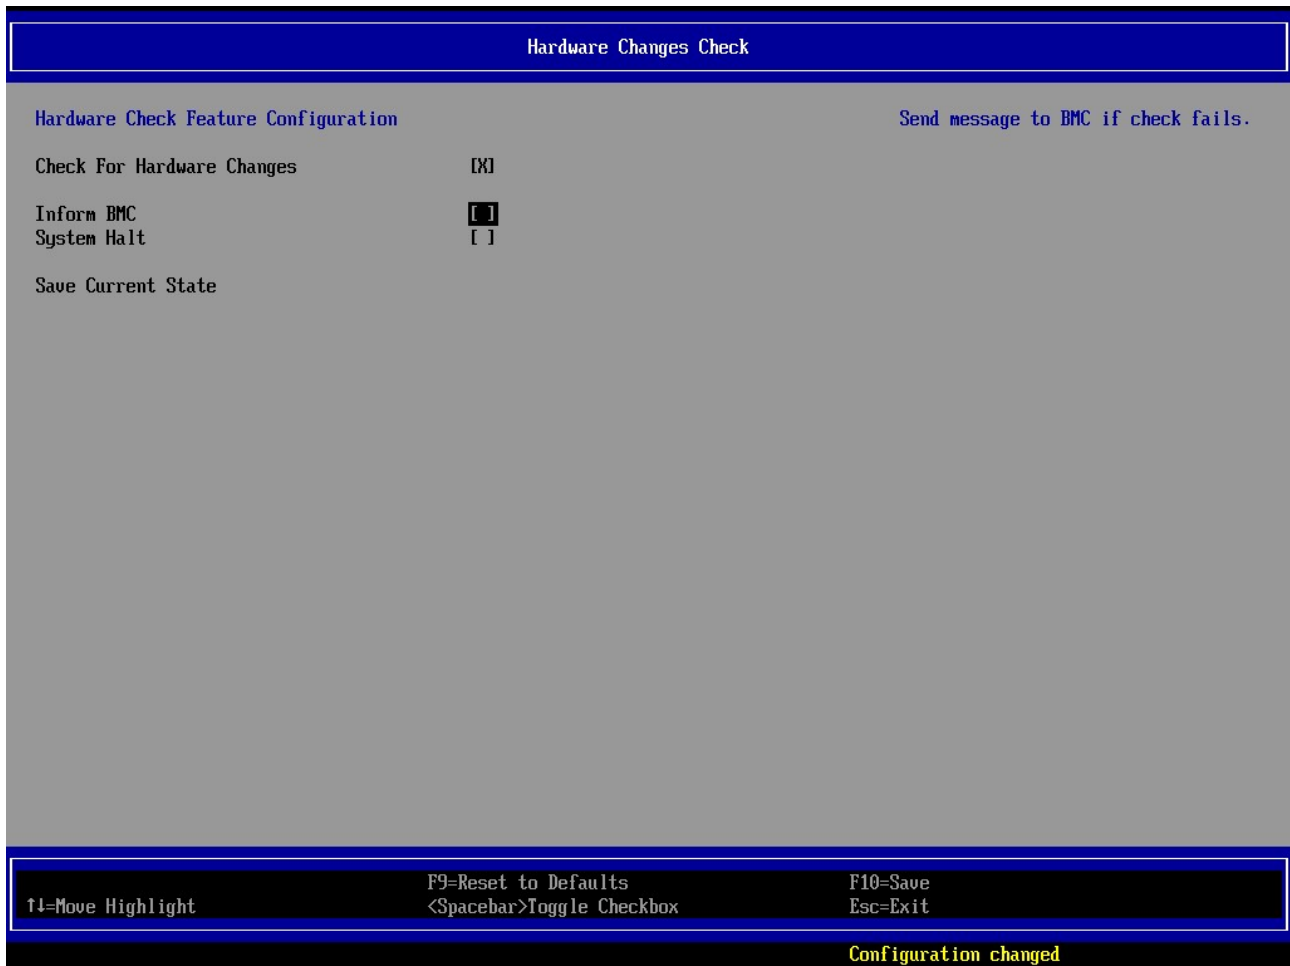 Hardware Changes Check
Hardware Check Feature Configuration
Send message to BMC if check fails.
Check For Hardware Changes [X]
Inform BMC [ ]
System Halt [ ]
Save Current State
F9=Reset to Defaults F10=Save
↑↓=Move Highlight <Spacebar>Toggle Checkbox Esc=Exit
Configuration changed